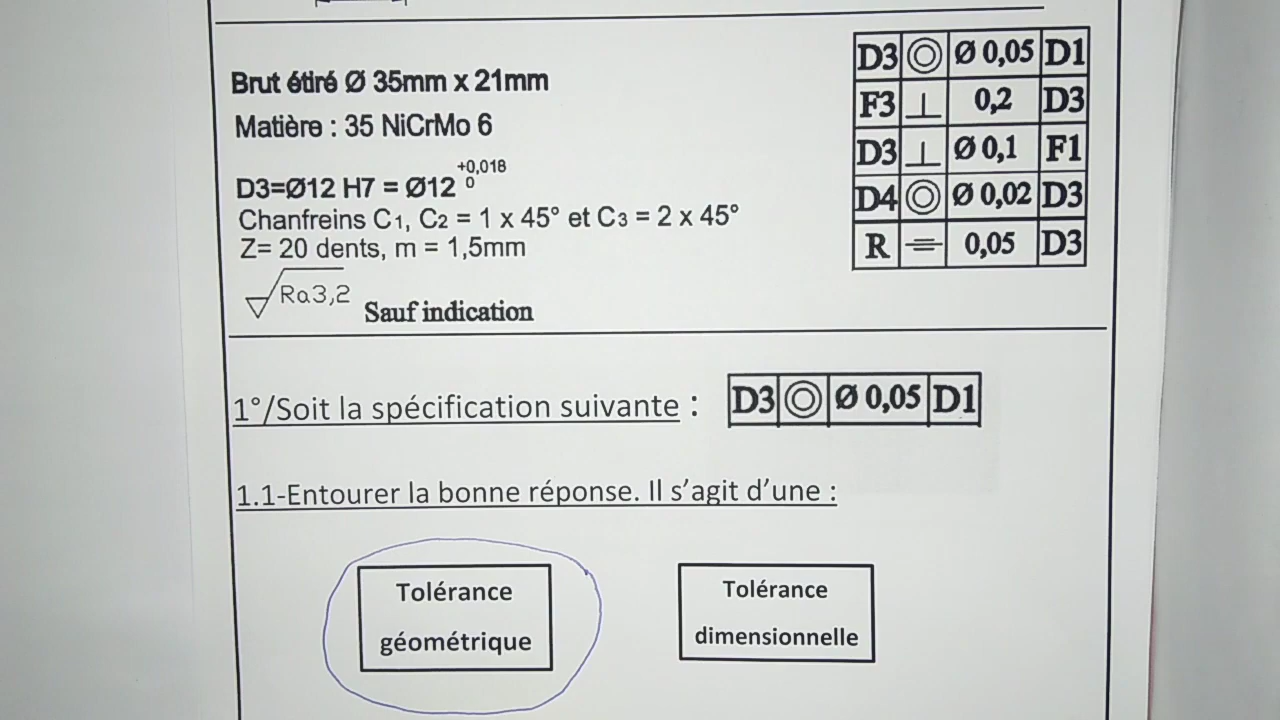 Brut étiré Ø 35mm x 21mm
Matière : 35 NiCrMo 6
D3=Ø12 H7 = Ø12 +0,018 0
Chanfreins C1, C2 = 1 x 45° et C3 = 2 x 45°
Z= 20 dents, m = 1,5mm
Ra3,2 Sauf indication
D3 ◎ Ø 0,05 D1
F3 ⊥ 0,2 D3
D3 ⊥ Ø 0,1 F1
D4 ◎ Ø 0,02 D3
R ⌯ 0,05 D3
1°/Soit la spécification suivante : D3 ◎ Ø 0,05 D1
1.1-Entourer la bonne réponse. Il s'agit d'une :
Tolérance
géométrique
Tolérance
dimensionnelle